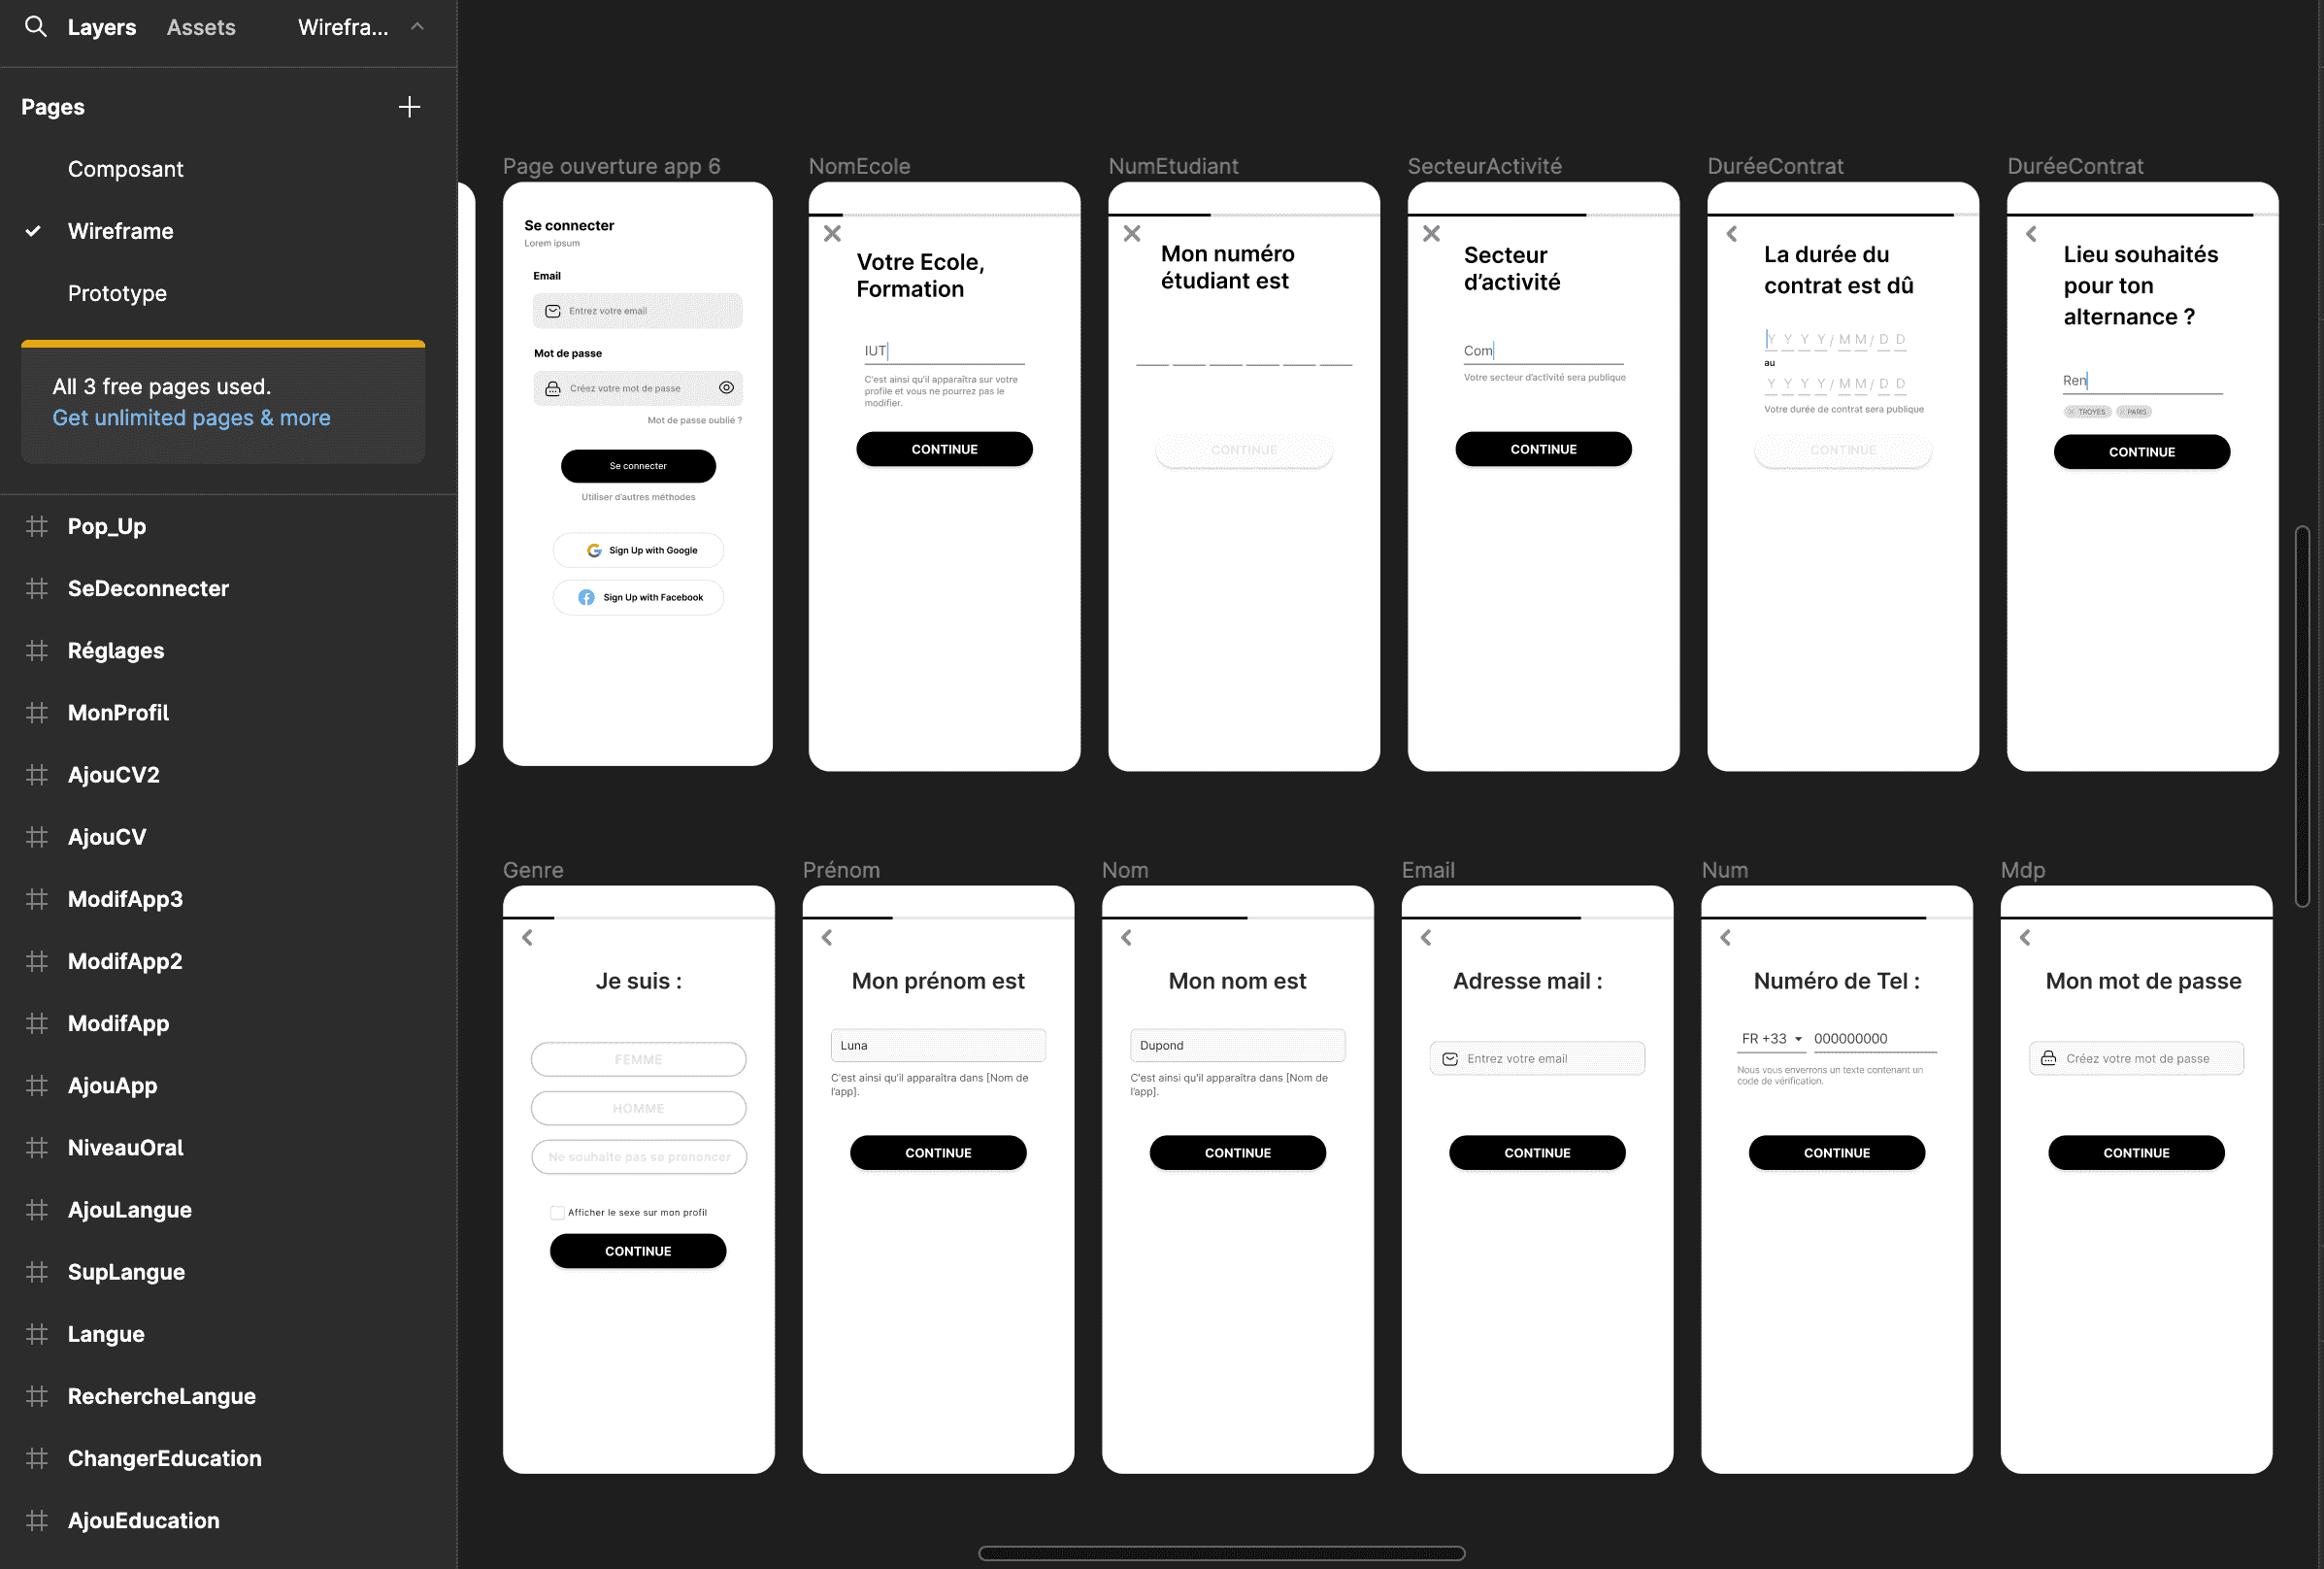 Layers
Assets
Wirefra...
Pages
Composant
Wireframe
Prototype
All 3 free pages used.
Get unlimited pages & more
Pop_Up
SeDeconnecter
Réglages
MonProfil
AjouCV2
AjouCV
ModifApp3
ModifApp2
ModifApp
AjouApp
NiveauOral
AjouLangue
SupLangue
Langue
RechercheLangue
ChangerEducation
AjouEducation
Page ouverture app 6
Se connecter
Lorem ipsum
Email
Entrez votre email
Mot de passe
Créez votre mot de passe
Mot de passe oublié ?
Se connecter
Utiliser d'autres méthodes
Sign Up with Google
Sign Up with Facebook
NomEcole
Votre Ecole,
Formation
IUT
C'est ainsi qu'il apparaîtra sur votre
profile et vous ne pourrez pas le
modifier.
CONTINUE
NumEtudiant
Mon numéro
étudiant est
CONTINUE
SecteurActivité
Secteur
d'activité
Com
Votre secteur d'activité sera publique
CONTINUE
DuréeContrat
La durée du
contrat est dû
Y Y Y Y / M M / D D
au
Y Y Y Y / M M / D D
Votre durée de contrat sera publique
CONTINUE
DuréeContrat
Lieu souhaités
pour ton
alternance ?
Ren
TROYES
PARIS
CONTINUE
Genre
Je suis :
FEMME
HOMME
Ne souhaite pas se prononcer
Afficher le sexe sur mon profil
CONTINUE
Prénom
Mon prénom est
Luna
C'est ainsi qu'il apparaîtra dans [Nom de
l'app].
CONTINUE
Nom
Mon nom est
Dupond
C'est ainsi qu'il apparaîtra dans [Nom de
l'app].
CONTINUE
Email
Adresse mail :
Entrez votre email
CONTINUE
Num
Numéro de Tel :
FR +33
000000000
Nous vous enverrons un texte contenant un
code de vérification.
CONTINUE
Mdp
Mon mot de passe
Créez votre mot de passe
CONTINUE